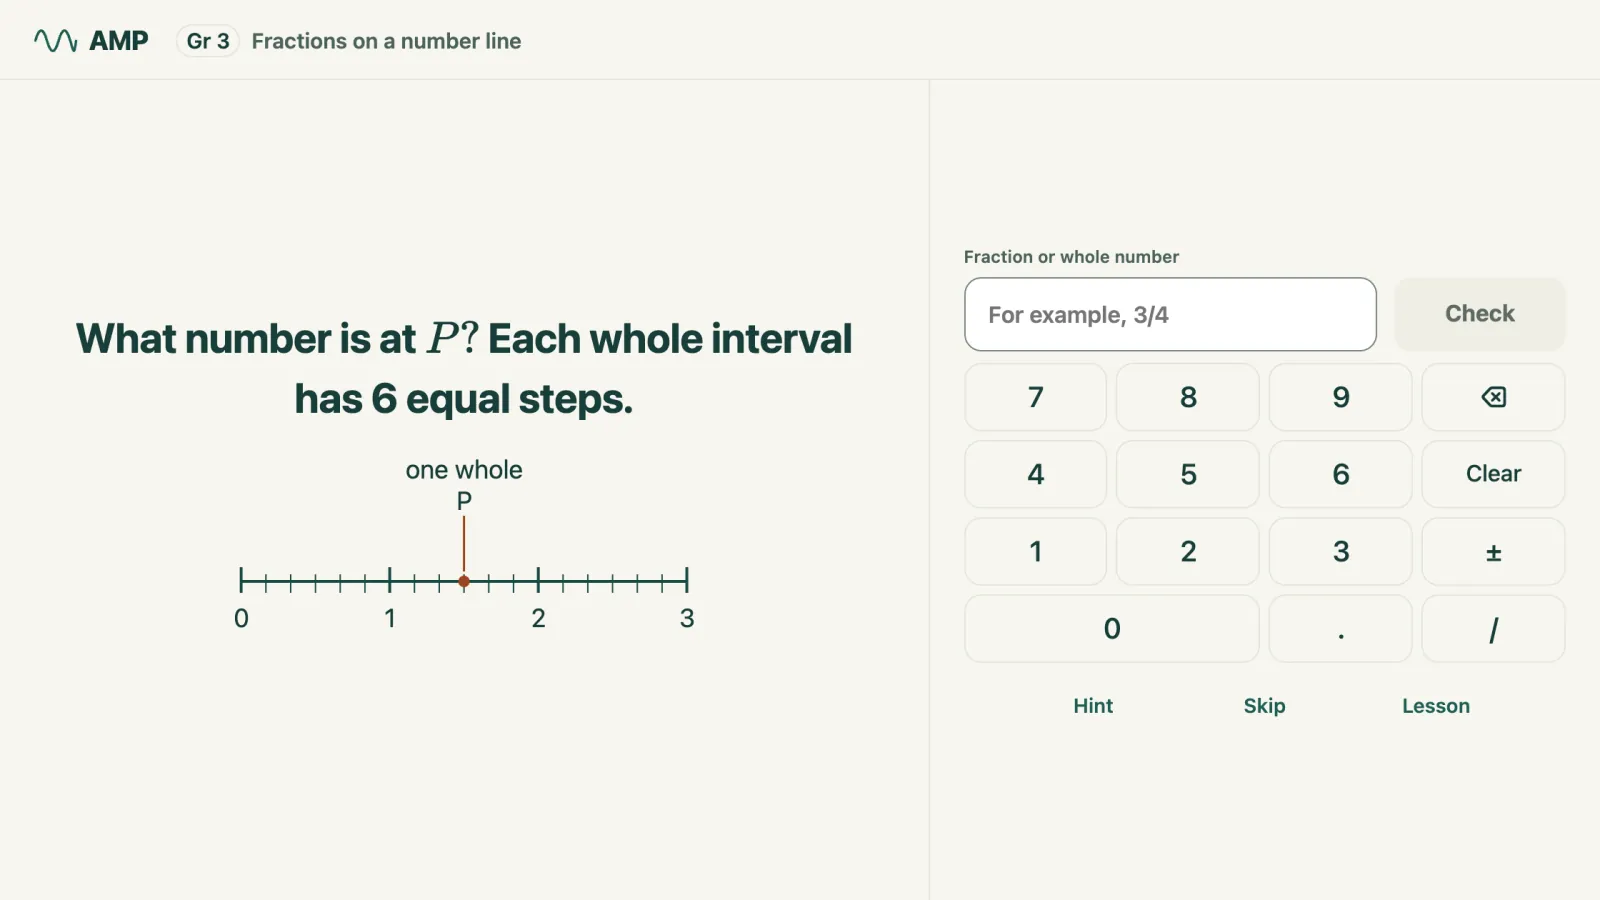 AMP Gr 3 Fractions on a number line
What number is at P? Each whole interval
has 6 equal steps.
one whole
P
0 1 2 3
Fraction or whole number
For example, 3/4 Check
7 8 9
4 5 6 Clear
1 2 3 ±
0 . /
Hint Skip Lesson